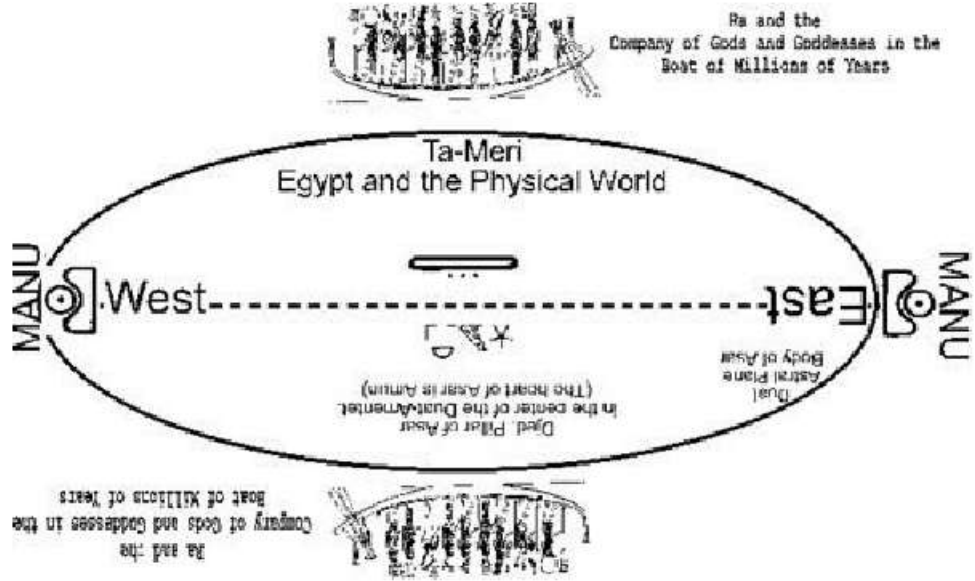 Ra and the
Company of Gods and Goddesses in the
Boat of Millions of Years
Ta-Meri
Egypt and the Physical World
MANU
West
East
MANU
Duat
Astral Plane
Body of Asar
Djed. Pillar of Asar
in the center of the Duat-Amentet.
(The heart of Asar is Amun)
Ra and the
Company of Gods and Goddesses in the
Boat of Millions of Years